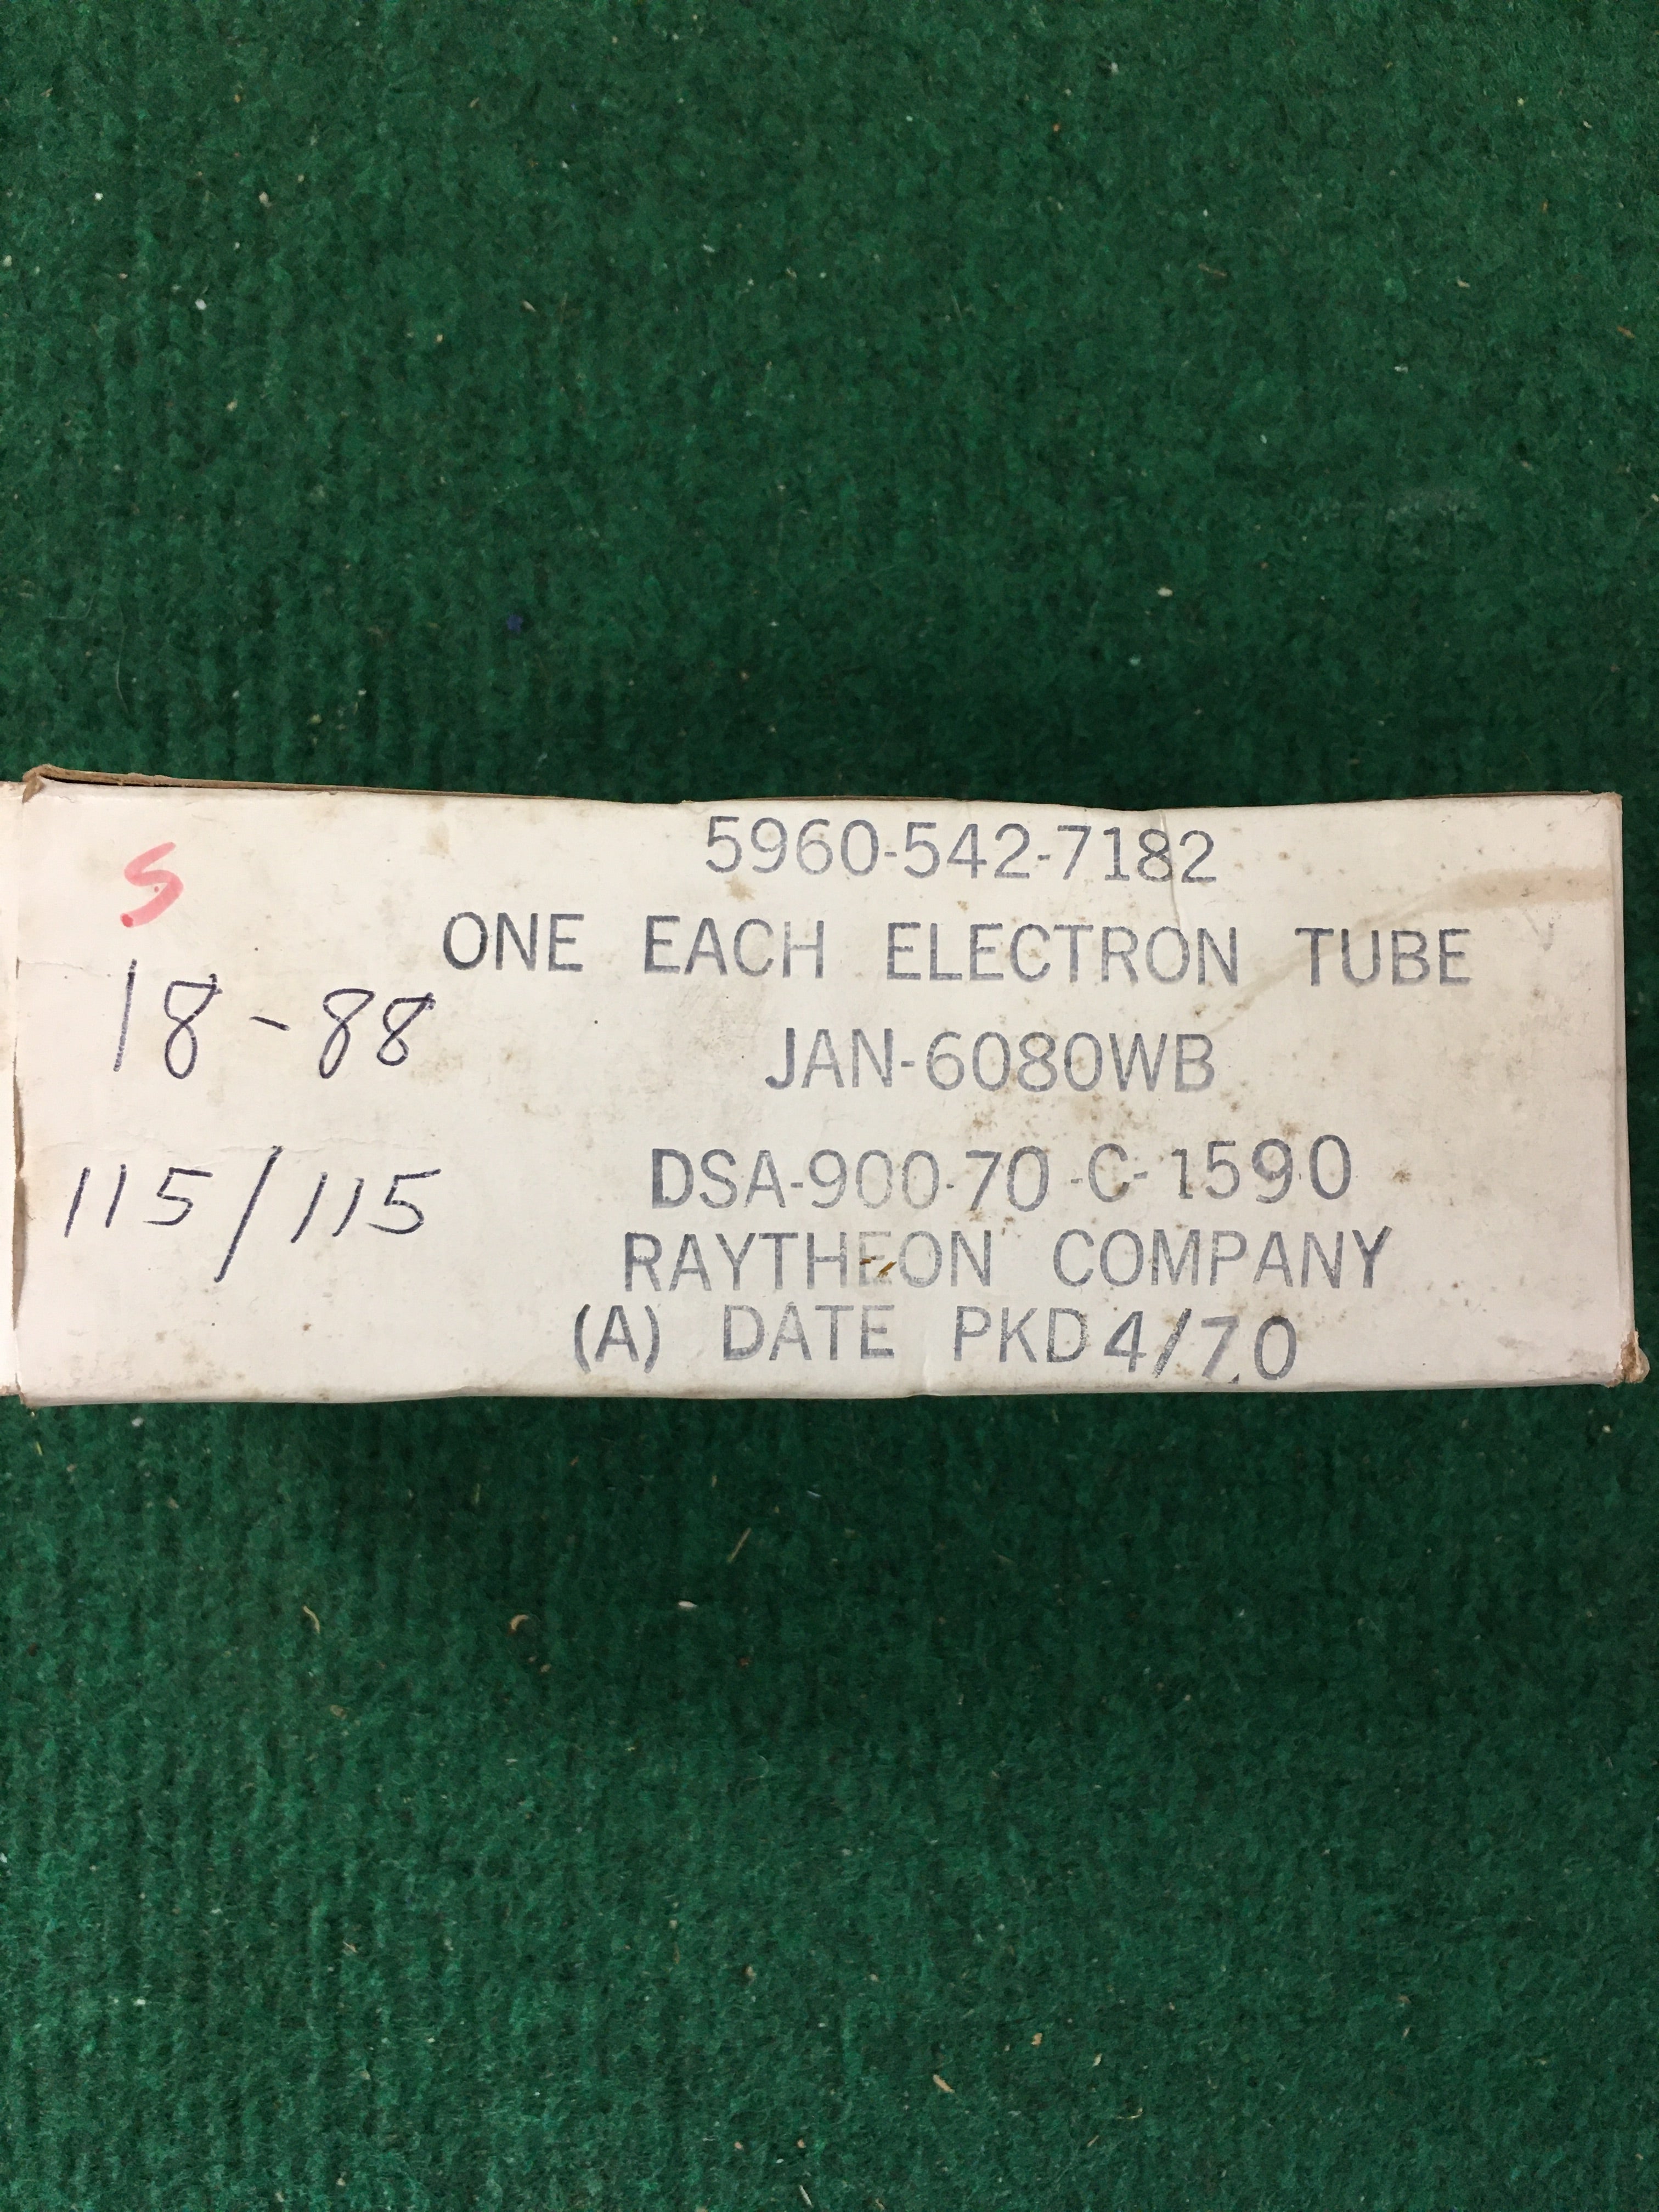 S
18-88
115/115
5960-542-7182
ONE EACH ELECTRON TUBE
JAN-6080WB
DSA-900-70-C-1590
RAYTHEON COMPANY
(A) DATE PKD 4/70